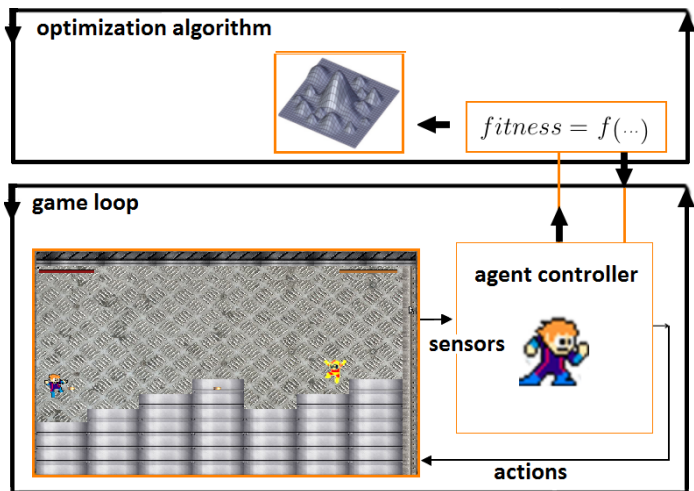 optimization algorithm
fitness = f(...)
game loop
agent controller
sensors
actions